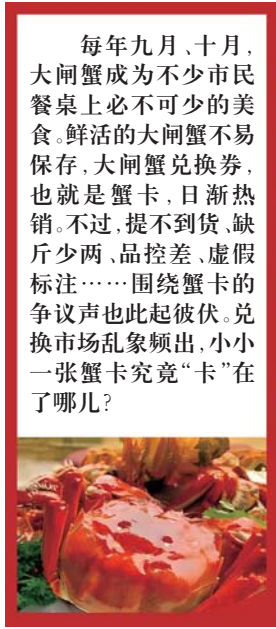 每年九月、十月，
大闸蟹成为不少市民
餐桌上必不可少的美
食。鲜活的大闸蟹不易
保存，大闸蟹兑换券，
也就是蟹卡，日渐热
销。不过，提不到货、缺
斤少两、品控差、虚假
标注……围绕蟹卡的
争议声也此起彼伏。兑
换市场乱象频出，小小
一张蟹卡究竟“卡”在
了哪儿？